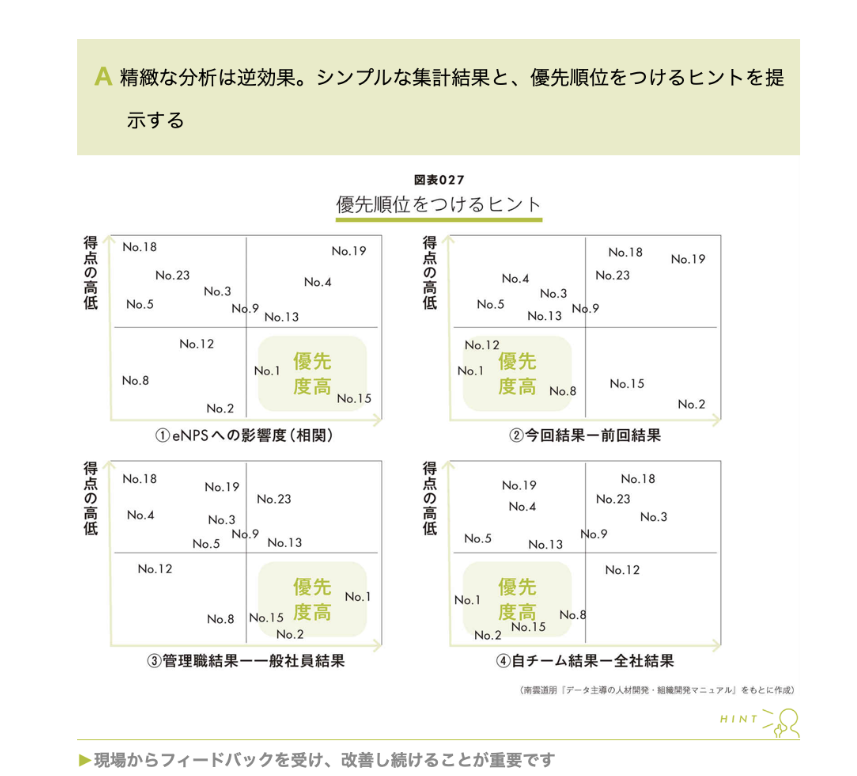 A 精緻な分析は逆効果。シンプルな集計結果と、優先順位をつけるヒントを提
示する
図表027
優先順位をつけるヒント
得点の高低
No.18
No.19
No.23
No.4
No.3
No.5
No.9
No.13
No.12
優先
度高
No.1
No.8
No.15
No.2
①eNPSへの影響度(相関)
得点の高低
No.18
No.19
No.23
No.4
No.3
No.5
No.9
No.13
No.12
優先
度高
No.1
No.8
No.15
No.2
②今回結果ー前回結果
得点の高低
No.18
No.19
No.23
No.4
No.3
No.9
No.5
No.13
No.12
優先
度高
No.1
No.8
No.15
No.2
③管理職結果ー一般社員結果
得点の高低
No.18
No.19
No.23
No.4
No.3
No.9
No.5
No.13
No.12
優先
度高
No.1
No.8
No.15
No.2
④自チーム結果ー全社結果
(南雲道朋『データ主導の人材開発・組織開発マニュアル』をもとに作成)
HINT
▶現場からフィードバックを受け、改善し続けることが重要です